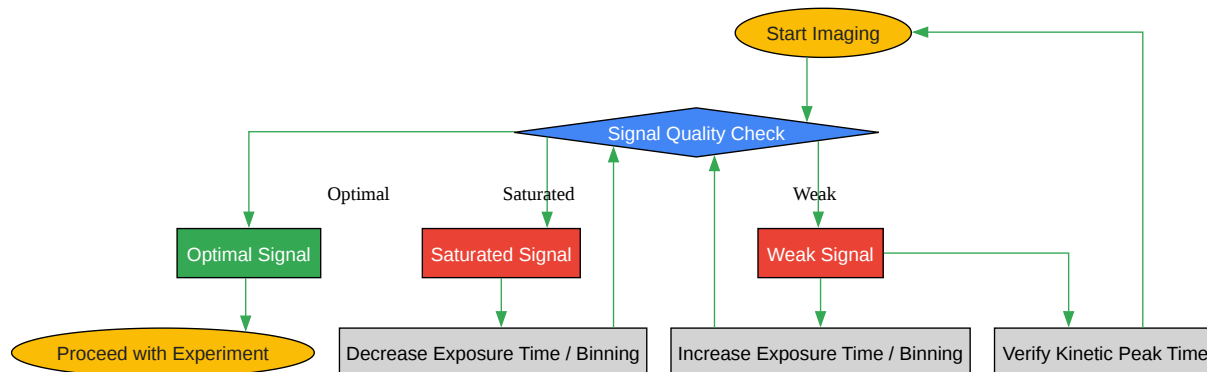 Start Imaging
Signal Quality Check
Optimal
Saturated
Weak
Optimal Signal
Saturated Signal
Weak Signal
Proceed with Experiment
Decrease Exposure Time / Binning
Increase Exposure Time / Binning
Verify Kinetic Peak Time